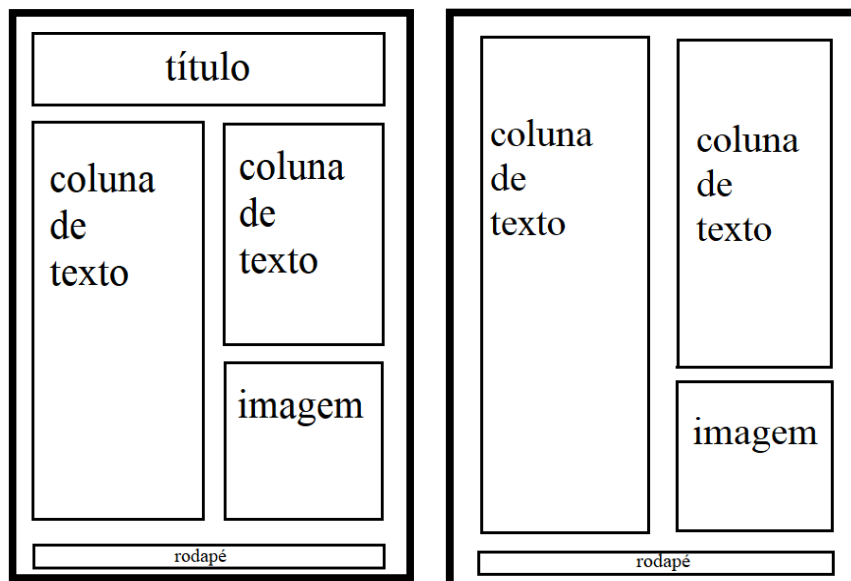 título
coluna
de
texto
coluna
de
texto
imagem
rodapé
coluna
de
texto
coluna
de
texto
imagem
rodapé